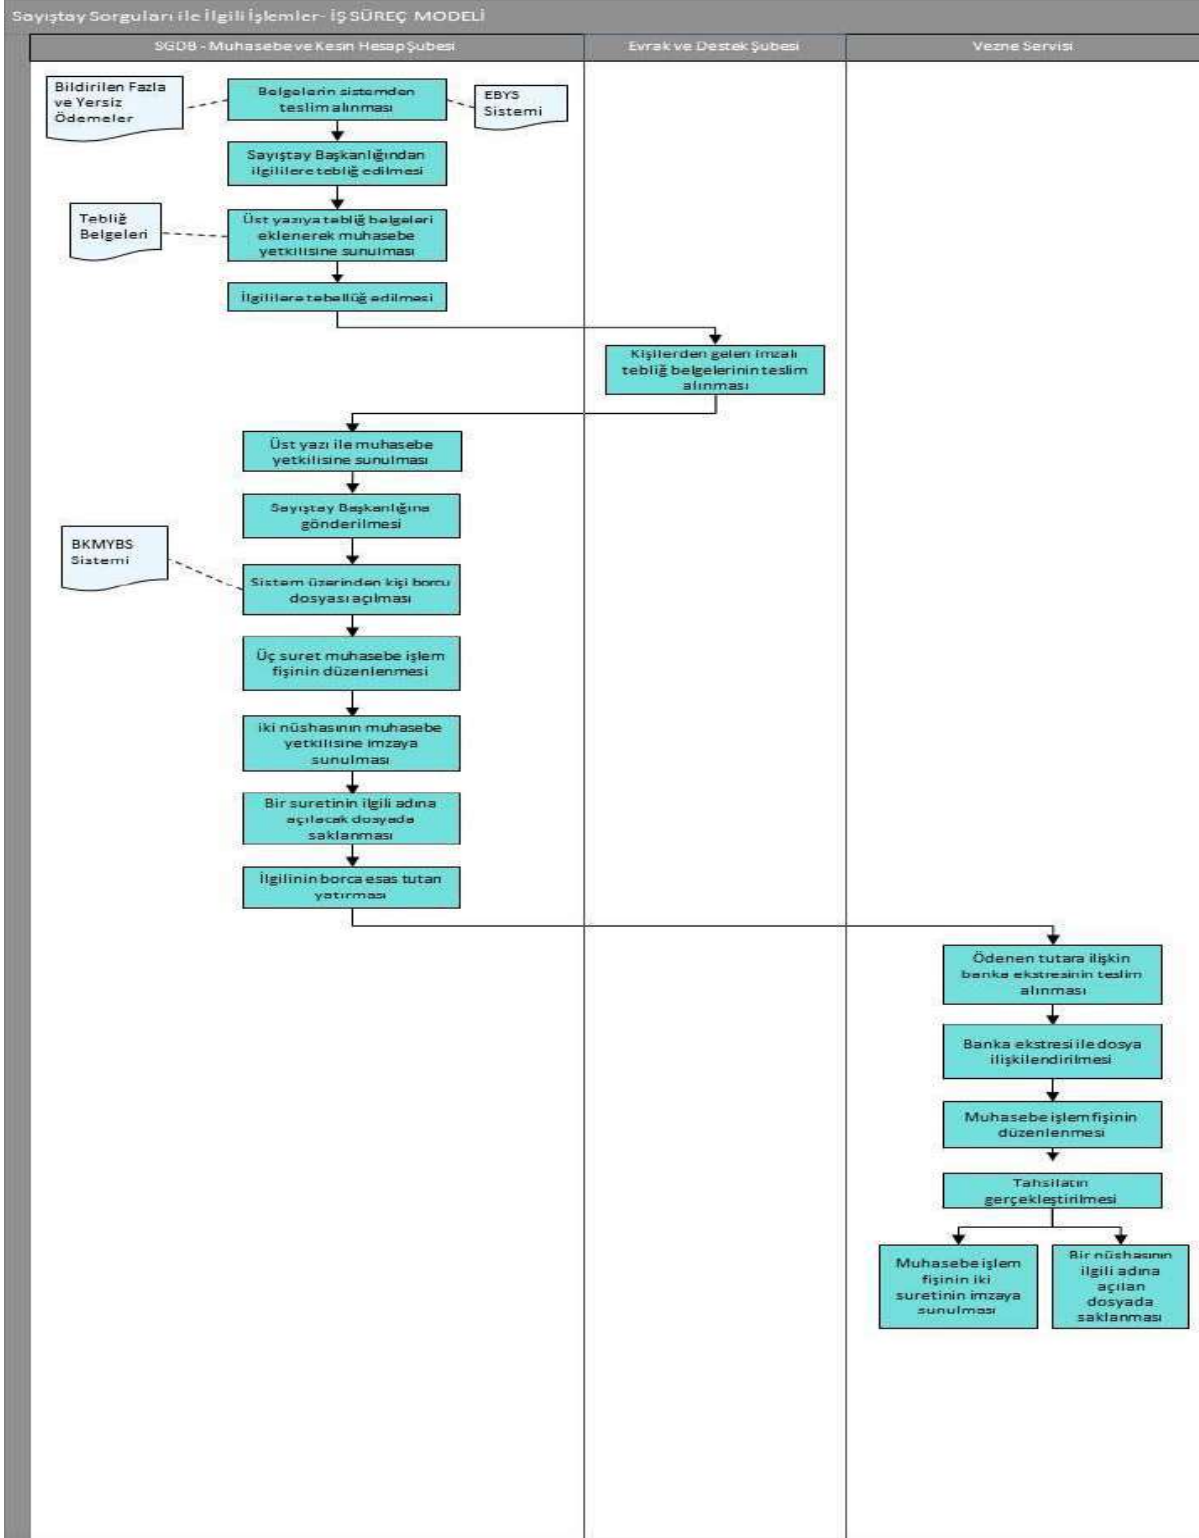 Sayıştay Sorguları ile İlgili İşlemler- İŞ SÜREÇ MODELİ
SGDB - Muhasebe ve Kesin Hesap Şubesi
Evrak ve Destek Şubesi
Vezne Servisi
Bildirilen Fazla
ve Yersiz
Ödemeler
Belgelerin sistemden
teslim alınması
EBYS
Sistemi
Sayıştay Başkanlığından
ilgililere tebliğ edilmesi
Tebliğ
Belgeleri
Üst yazıya tebliğ belgeleri
eklenerek muhasebe
yetkilisine sunulması
İlgililere tebellüğ edilmesi
Kişilerden gelen imzalı
tebliğ belgelerinin teslim
alınması
Üst yazı ile muhasebe
yetkilisine sunulması
Sayıştay Başkanlığına
gönderilmesi
BKMYBS
Sistemi
Sistem üzerinden kişi borcu
dosyası açılması
Üç suret muhasebe işlem
fişinin düzenlenmesi
iki nüshasının muhasebe
yetkilisine imzaya
sunulması
Bir suretinin ilgili adına
açılacak dosyada
saklanması
İlgilinin borca esas tutarı
yatırması
Ödenen tutara ilişkin
banka ekstresinin teslim
alınması
Banka ekstresi ile dosya
ilişkilendirilmesi
Muhasebe işlem fişinin
düzenlenmesi
Tahsilatın
gerçekleştirilmesi
Muhasebe işlem
fişinin iki
suretinin imzaya
sunulması
Bir nüshasının
ilgili adına
açılan
dosyada
saklanması